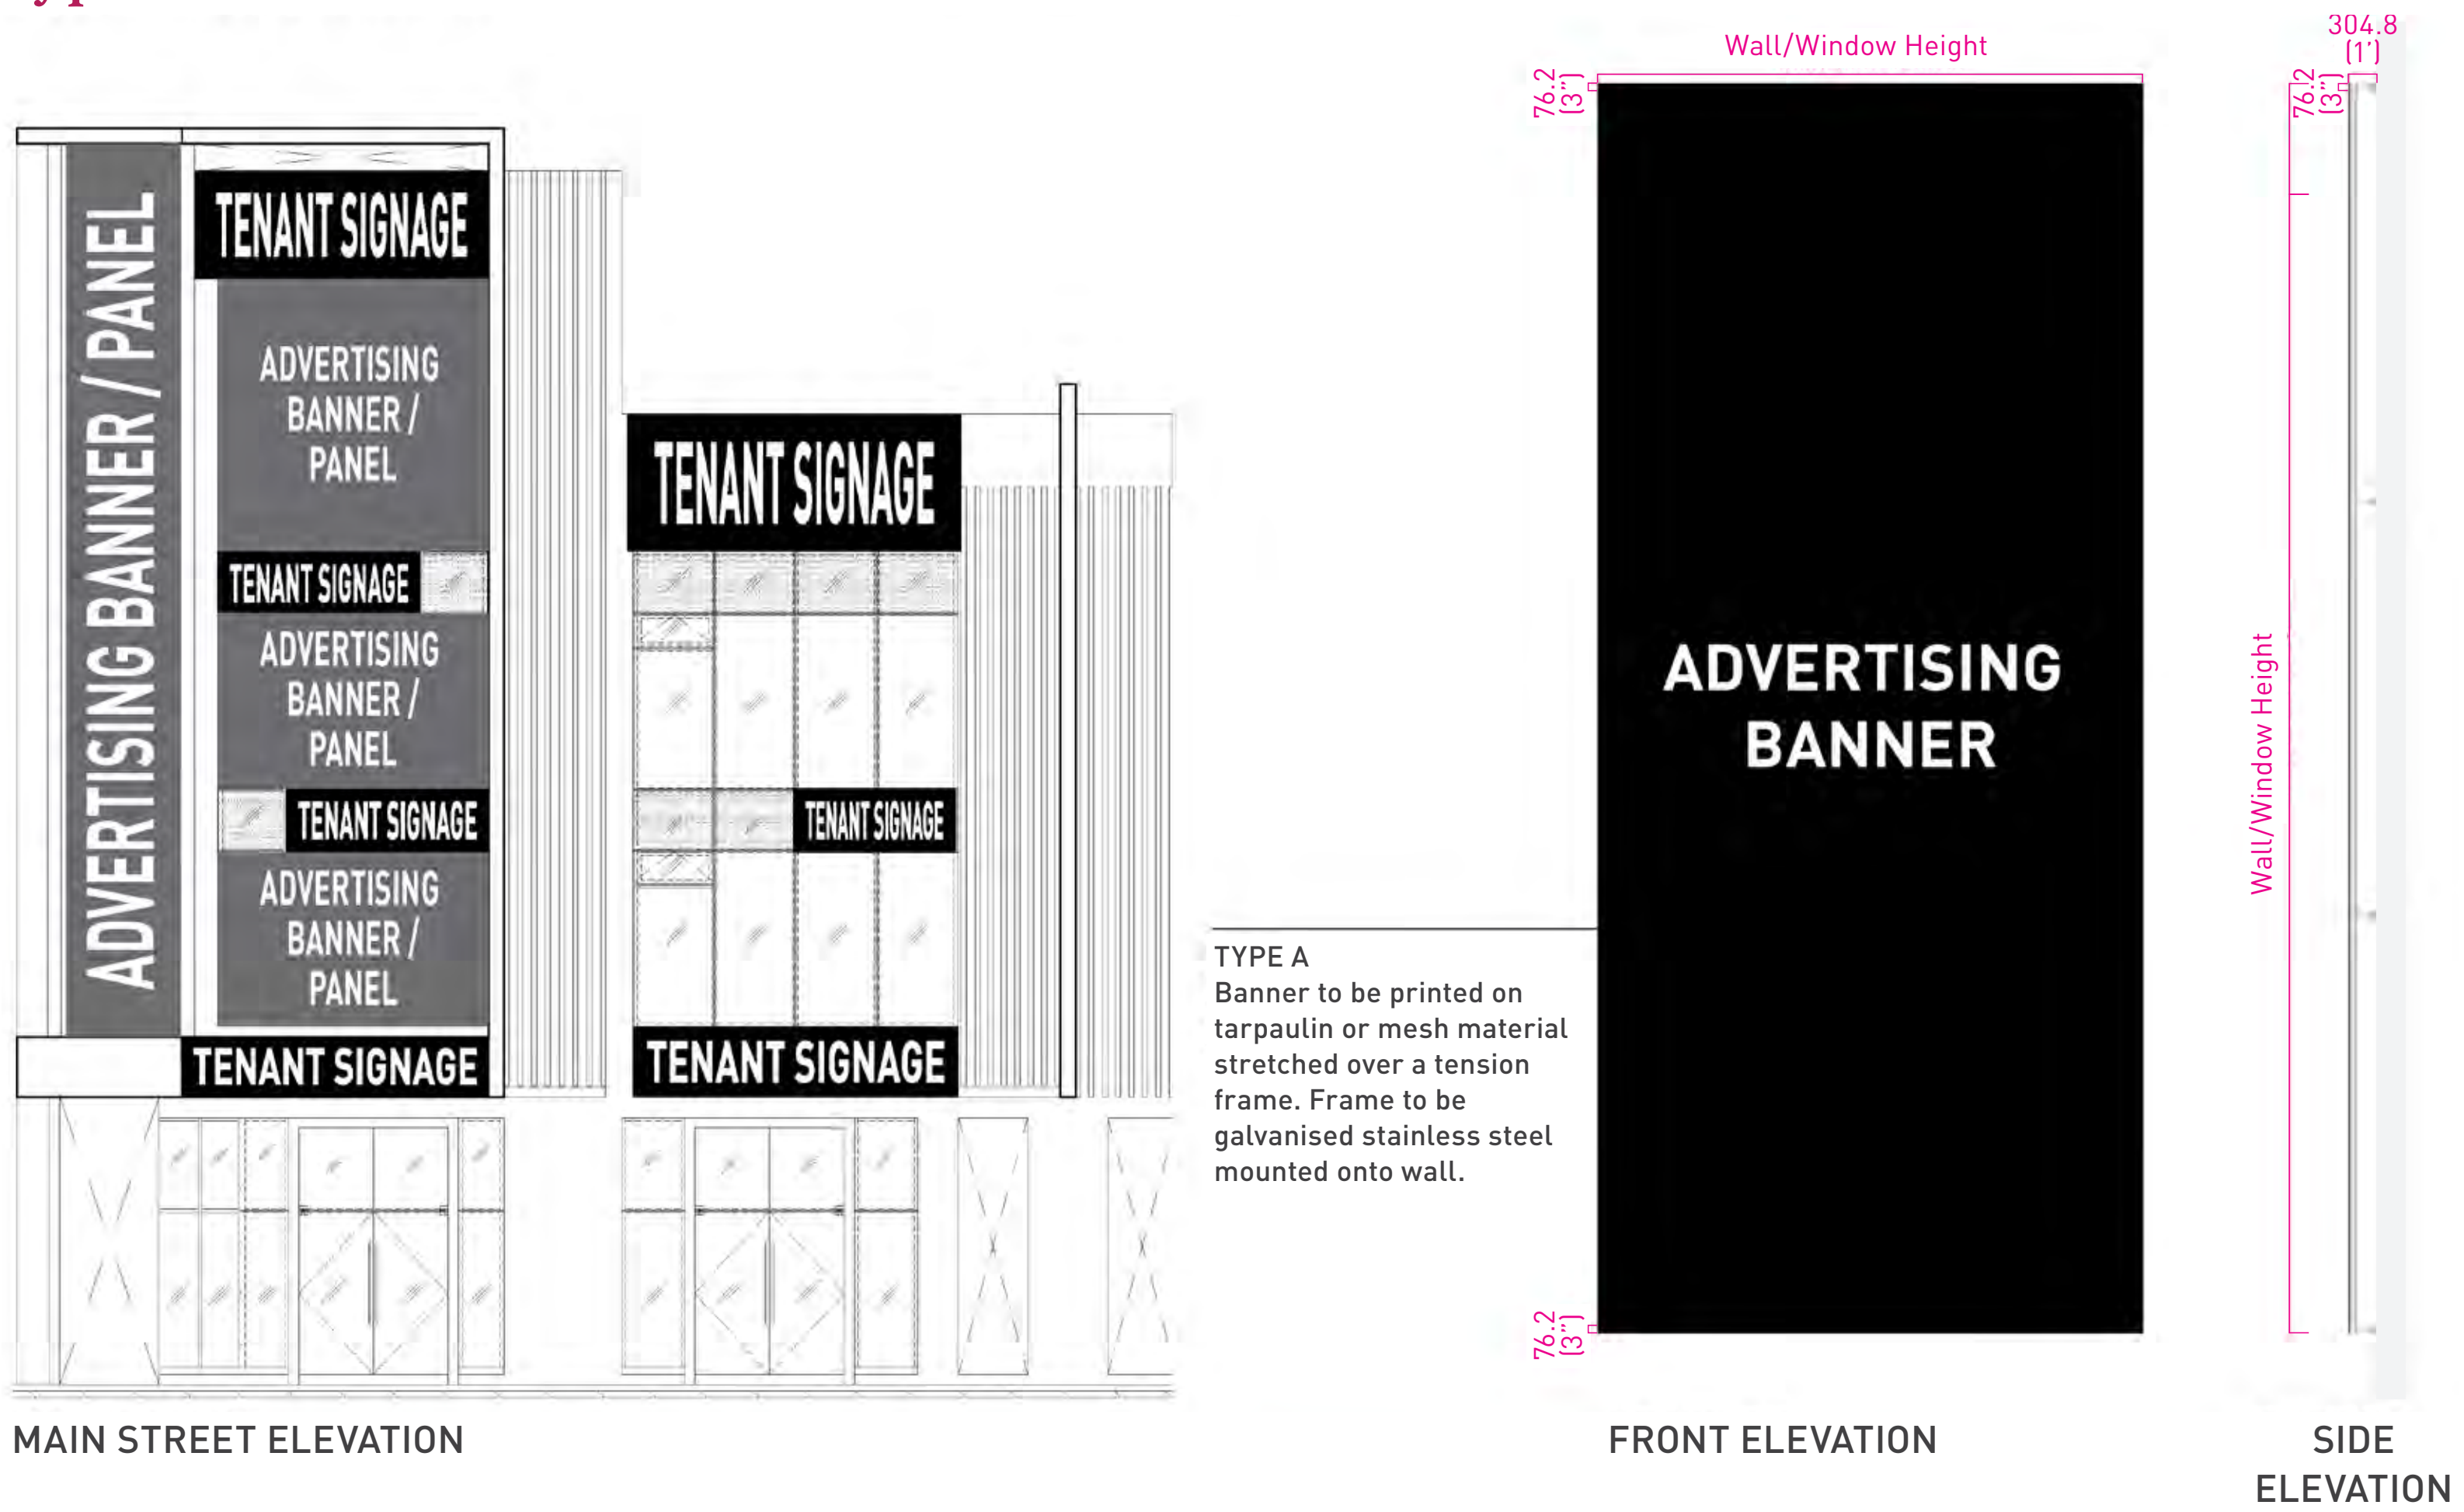 ADVERTISING BANNER / PANEL
TENANT SIGNAGE
ADVERTISING
BANNER /
PANEL
TENANT SIGNAGE
ADVERTISING
BANNER /
PANEL
TENANT SIGNAGE
ADVERTISING
BANNER /
PANEL
TENANT SIGNAGE
TENANT SIGNAGE
TENANT SIGNAGE
TENANT SIGNAGE
MAIN STREET ELEVATION
TYPE A
Banner to be printed on
tarpaulin or mesh material
stretched over a tension
frame. Frame to be
galvanised stainless steel
mounted onto wall.
Wall/Window Height
76.2
(3")
ADVERTISING
BANNER
76.2
(3")
FRONT ELEVATION
304.8
(1')
76.2
(3")
Wall/Window Height
SIDE
ELEVATION